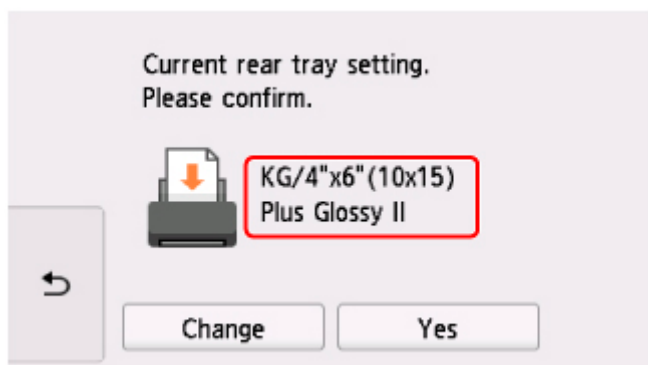 Current rear tray setting.
Please confirm.
KG/4"x6"(10x15)
Plus Glossy II
Change
Yes